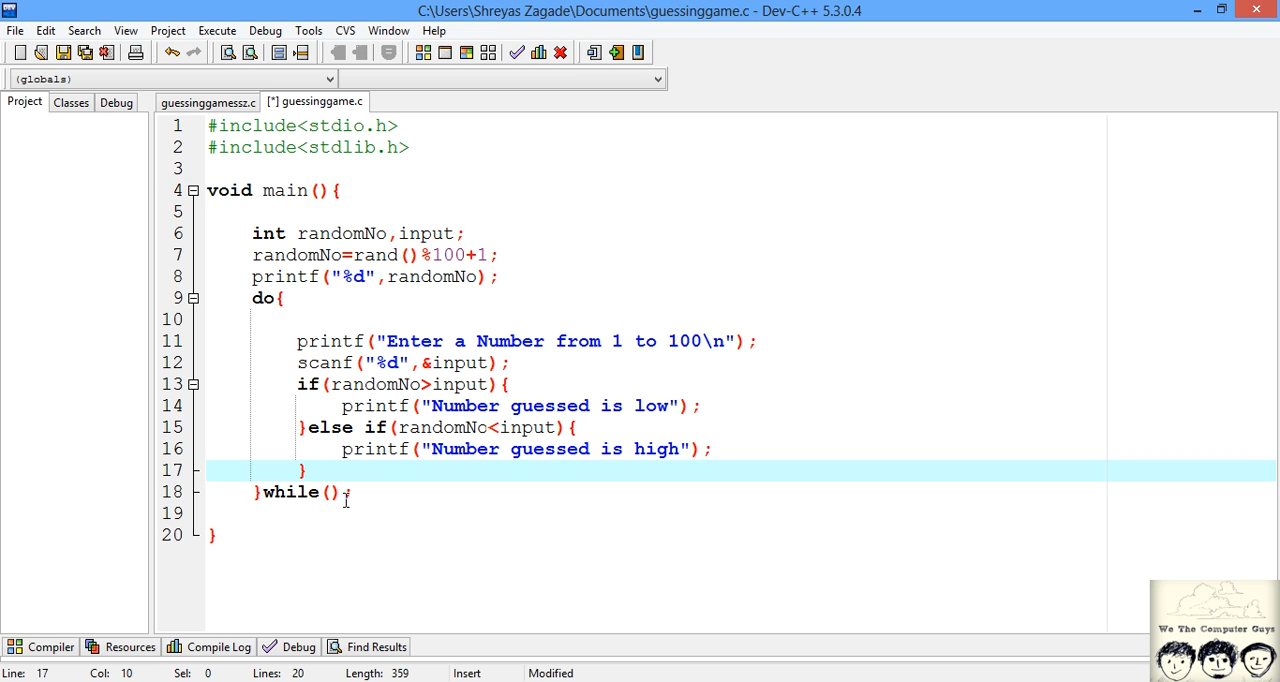 C:\Users\Shreyas Zagade\Documents\guessinggame.c - Dev-C++ 5.3.0.4
File Edit Search View Project Execute Debug Tools CVS Window Help
(globals)
Project Classes Debug guessinggamessz.c [*] guessinggame.c
1 #include<stdio.h>
2 #include<stdlib.h>
3
4 void main(){
5
6 int randomNo,input;
7 randomNo=rand()%100+1;
8 printf("%d",randomNo);
9 do{
10
11 printf("Enter a Number from 1 to 100\n");
12 scanf("%d",&input);
13 if(randomNo>input){
14 printf("Number guessed is low");
15 }else if(randomNo<input){
16 printf("Number guessed is high");
17 }
18 }while();
19
20 }
We The Computer Guys
Compiler Resources Compile Log Debug Find Results
Line: 17 Col: 10 Sel: 0 Lines: 20 Length: 359 Insert Modified